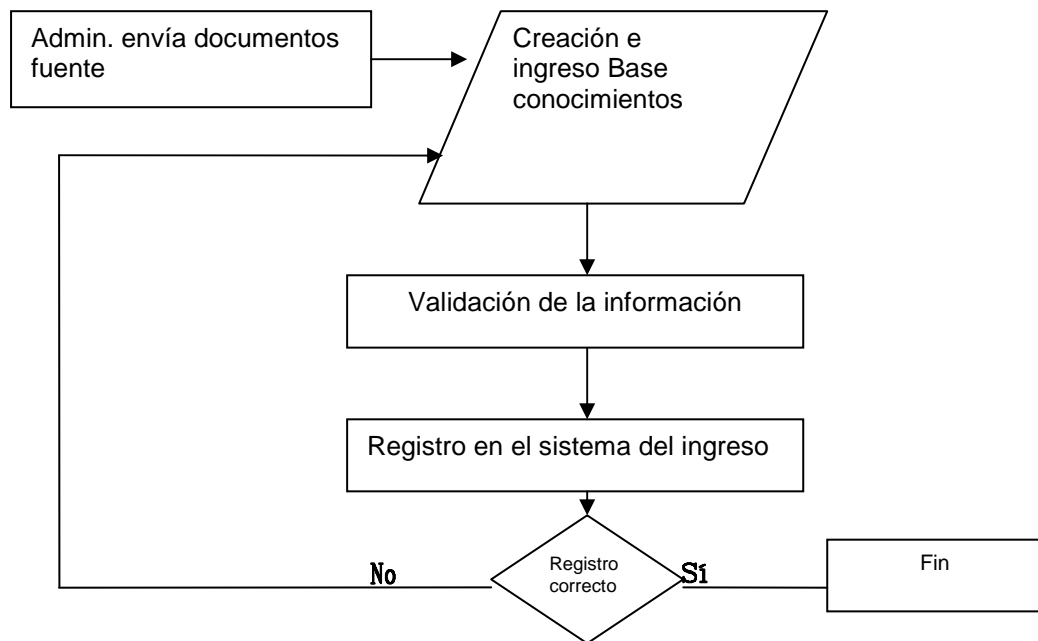 Admin. envía documentos
fuente
Creación e
ingreso Base
conocimientos
Validación de la información
Registro en el sistema del ingreso
Registro
correcto
No
Sí
Fin